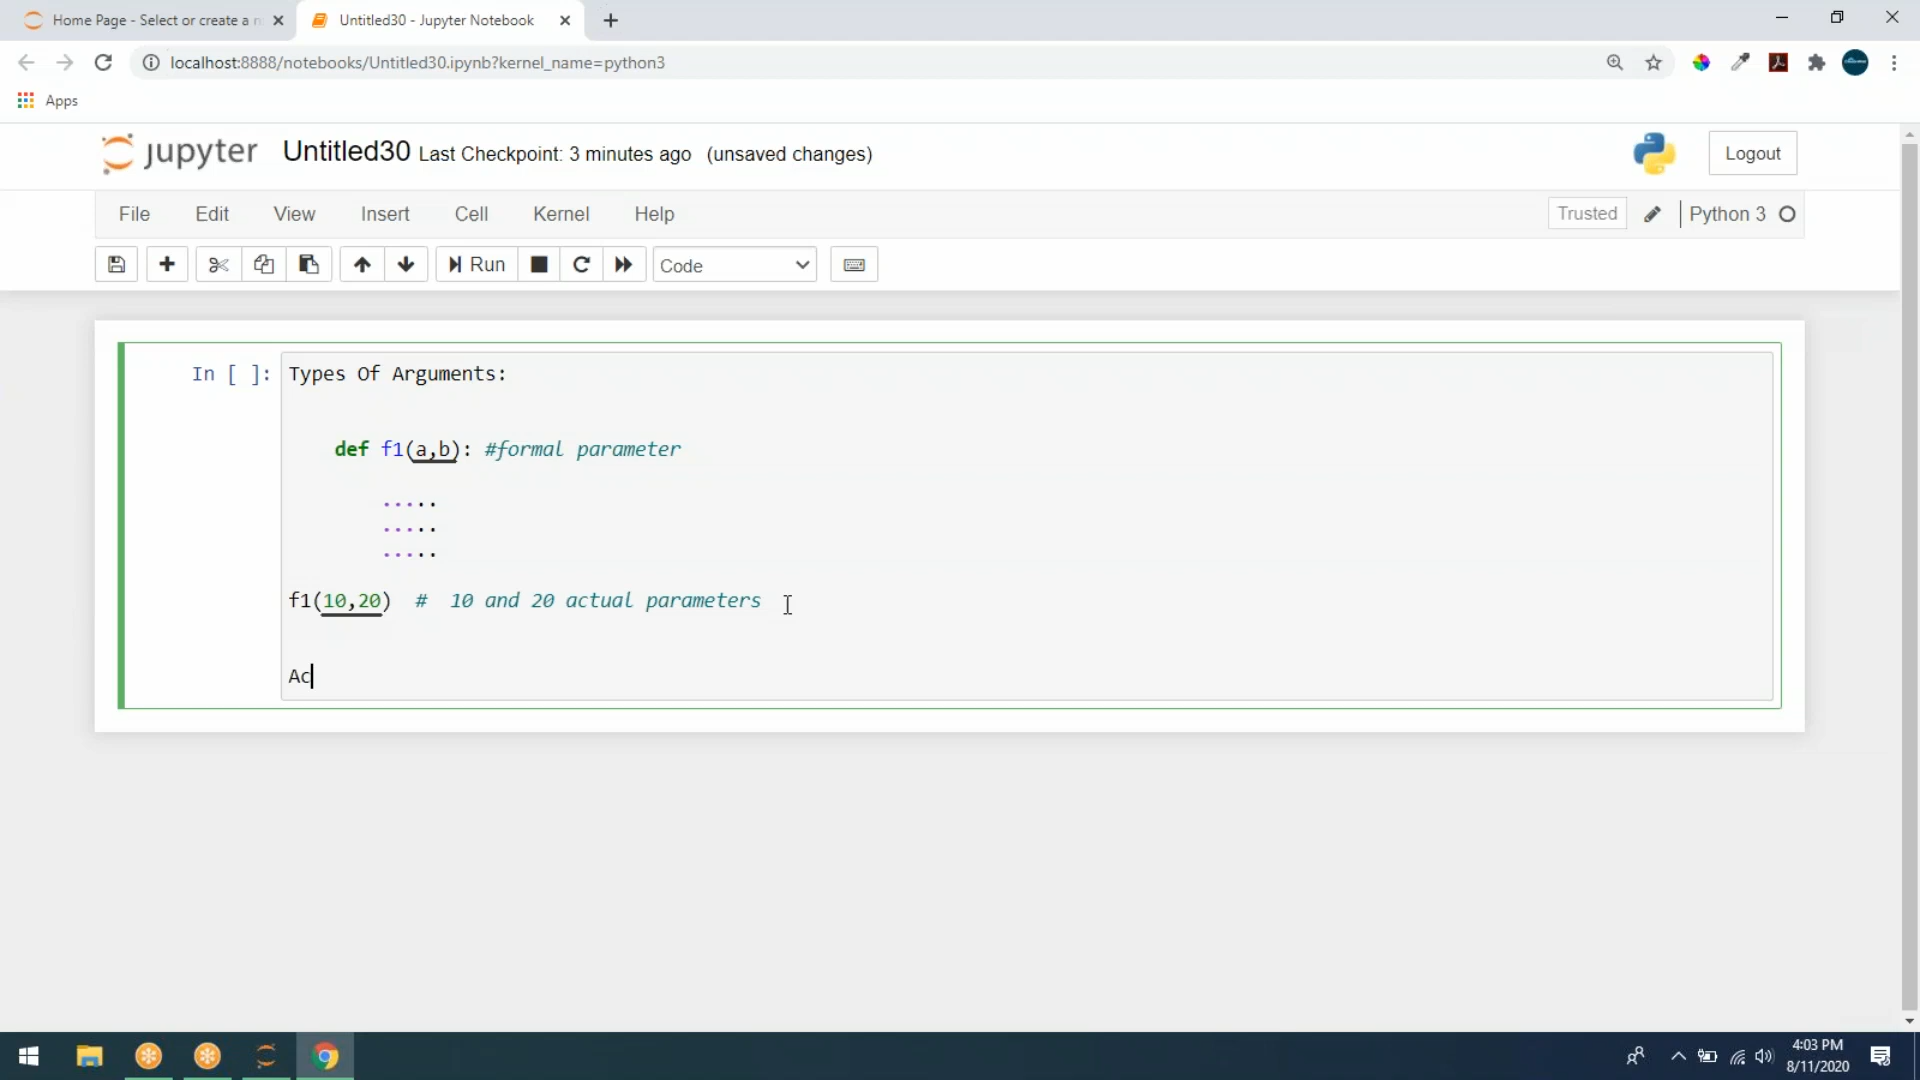 Home Page - Select or create a n
Untitled30 - Jupyter Notebook
localhost:8888/notebooks/Untitled30.ipynb?kernel_name=python3
Apps
jupyter Untitled30 Last Checkpoint: 3 minutes ago (unsaved changes)
Logout
File Edit View Insert Cell Kernel Help
Trusted
Python 3
Run
Code
In [ ]: Types Of Arguments:
def f1(a,b): #formal parameter
.....
.....
.....
f1(10,20) # 10 and 20 actual parameters
Ac
4:03 PM
8/11/2020